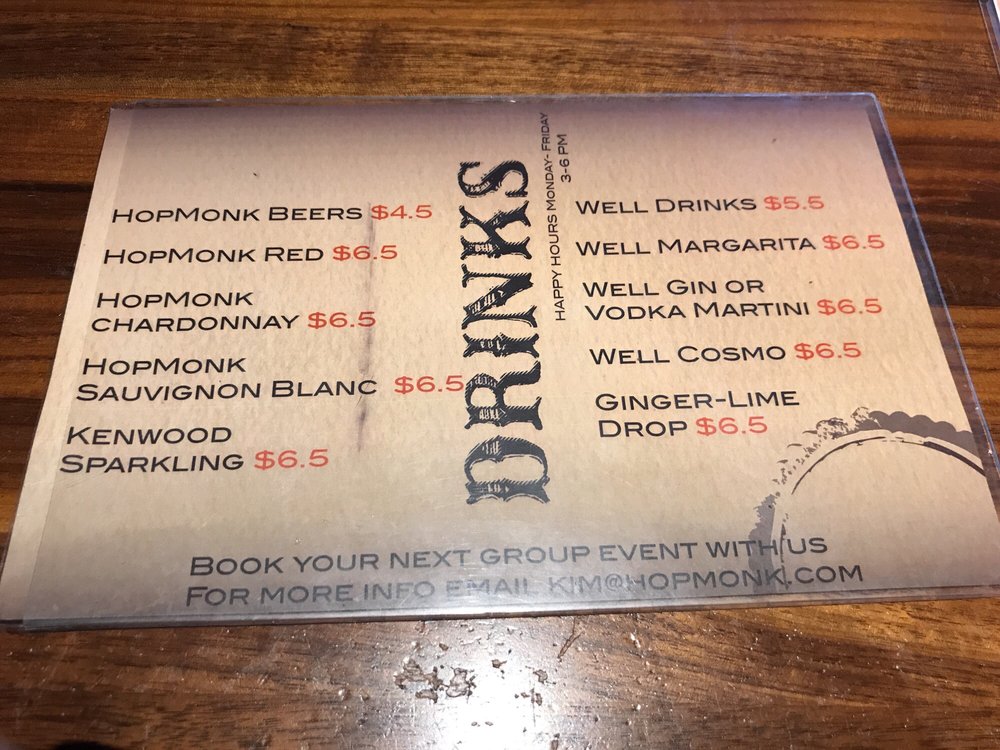 HopMonk Beers $4.5
HopMonk Red $6.5
HopMonk
chardonnay $6.5
HopMonk
Sauvignon Blanc $6.5
Kenwood
Sparkling $6.5
DRINKS
Happy Hours Monday- Friday
3-6 PM
Well Drinks $5.5
Well Margarita $6.5
Well Gin or
Vodka Martini $6.5
Well Cosmo $6.5
Ginger-Lime
Drop $6.5
Book your next group event with us
For more info email kim@hopmonk.com